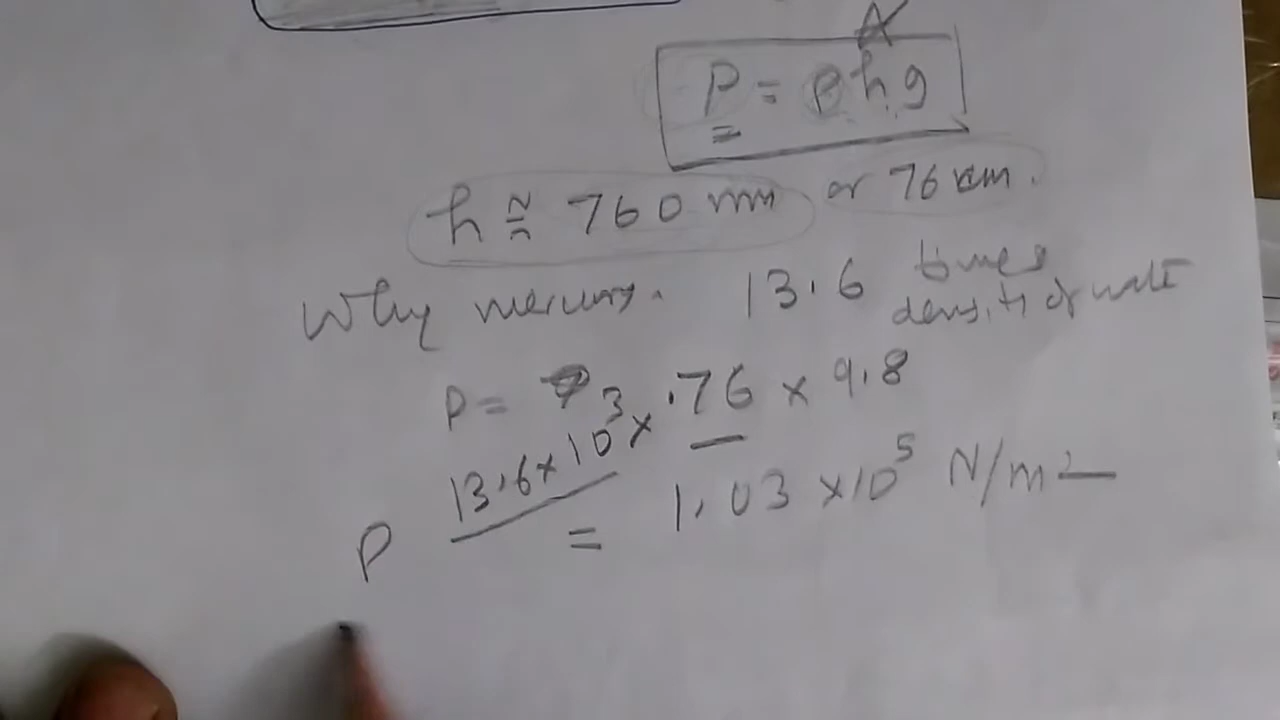 P = ρhg
h ≅ 760 mm or 76 cm.
Why mercury. 13.6 times
density of wate
P = 13.6×10³ × .76 × 9.8
P = 1.03 ×10⁵ N/m²